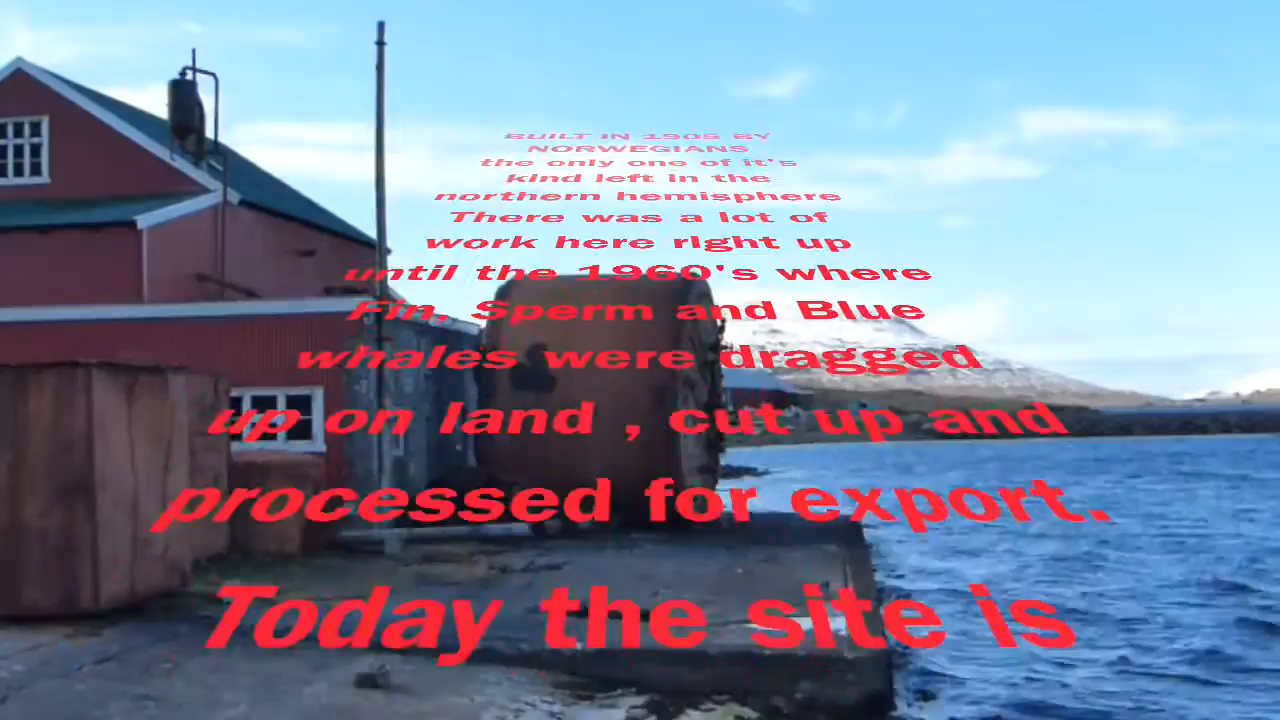 BUILT IN 1905 BY
NORWEGIANS
the only one of it's
kind left in the
northern hemisphere
There was a lot of
work here right up
until the 1960's where
Fin, Sperm and Blue
whales were dragged
up on land , cut up and
processed for export.
Today the site is